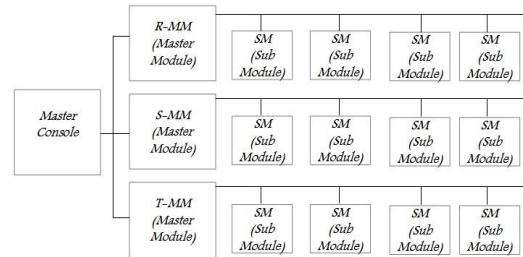 R-MM
(Master
Module)
SM
(Sub
Module)
SM
(Sub
Module)
SM
(Sub
Module)
SM
(Sub
Module)
Master
Console
S-MM
(Master
Module)
SM
(Sub
Module)
SM
(Sub
Module)
SM
(Sub
Module)
SM
(Sub
Module)
T-MM
(Master
Module)
SM
(Sub
Module)
SM
(Sub
Module)
SM
(Sub
Module)
SM
(Sub
Module)